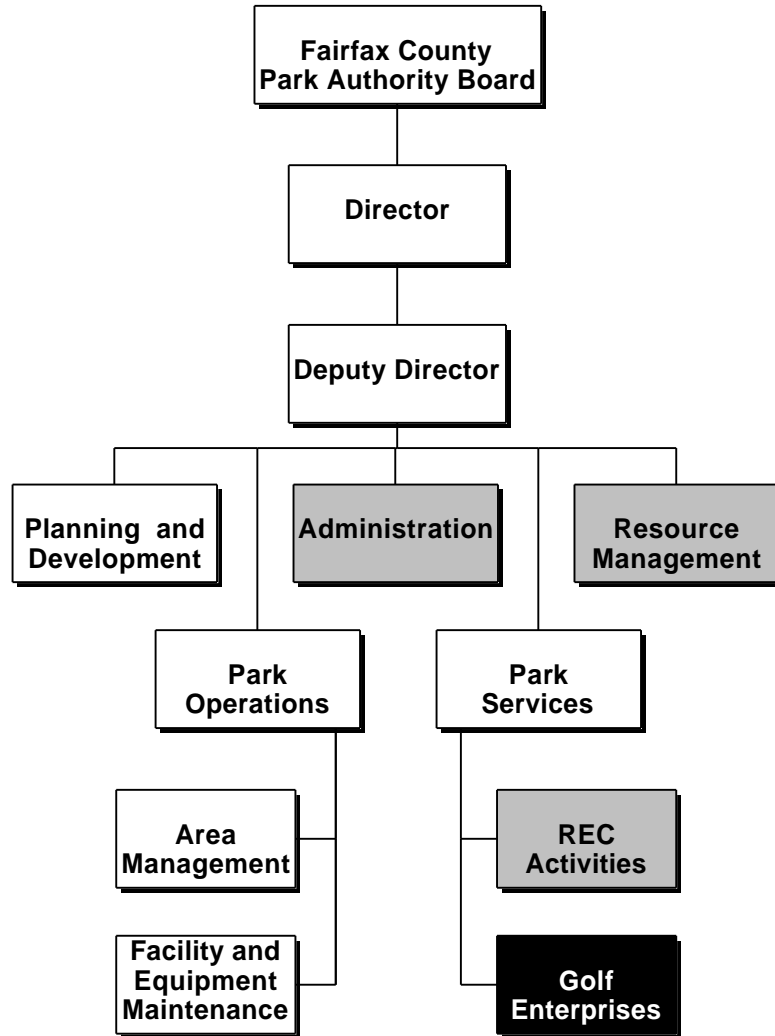 Fairfax County
Park Authority Board
Director
Deputy Director
Planning and
Development
Administration
Resource
Management
Park
Operations
Park
Services
Area
Management
REC
Activities
Facility and
Equipment
Maintenance
Golf
Enterprises